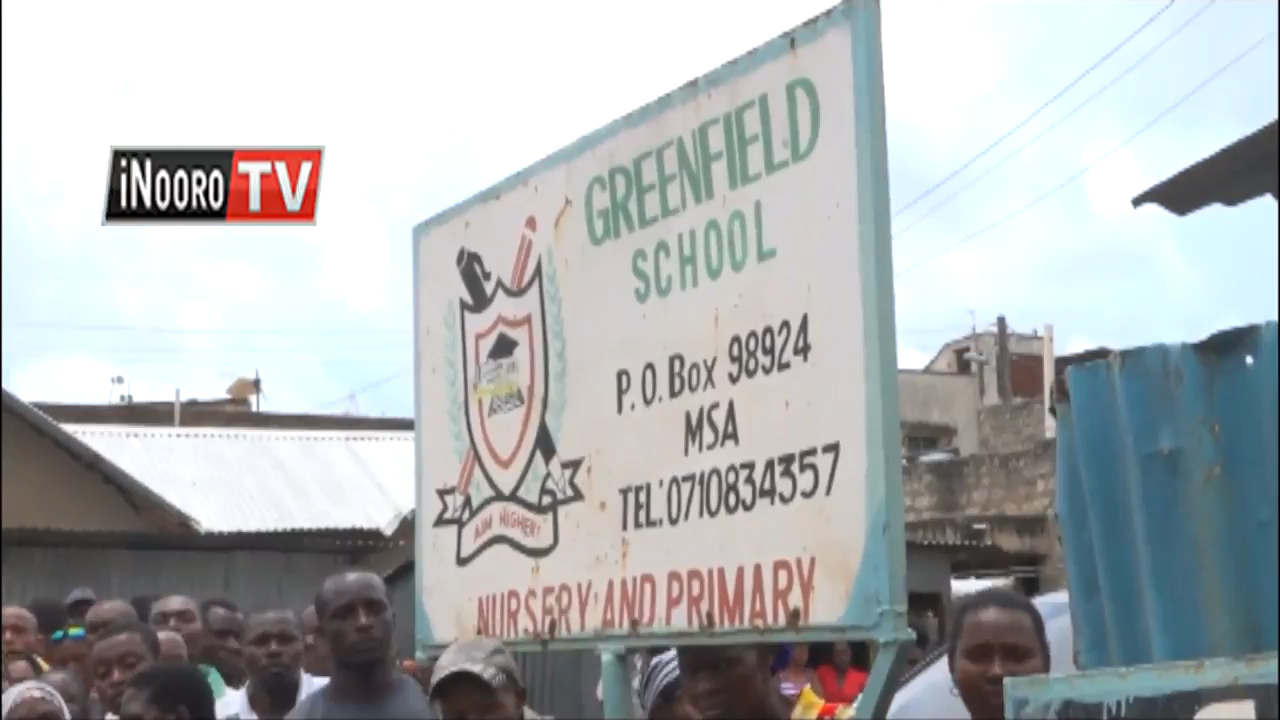 iNOORO TV
GREENFIELD
SCHOOL
P.O. Box 98924
MSA
TEL: 0710834357
AIM HIGHER!
NURSERY AND PRIMARY